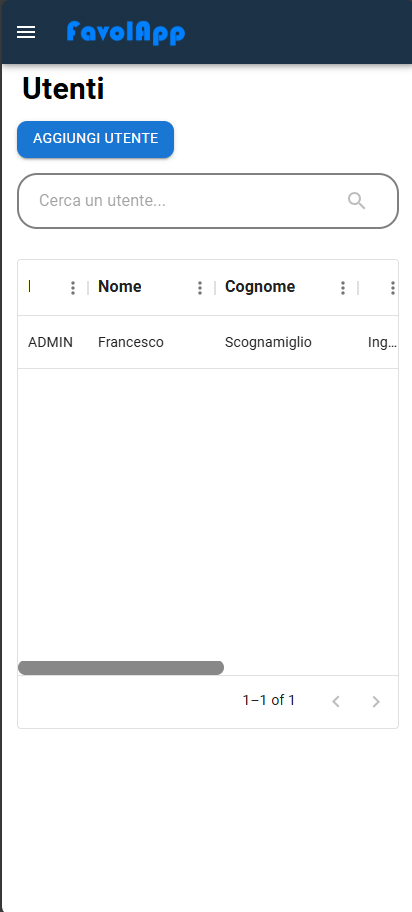 FavolApp
Utenti
AGGIUNGI UTENTE
Cerca un utente...
Nome Cognome
ADMIN Francesco Scognamiglio Ing...
1–1 of 1